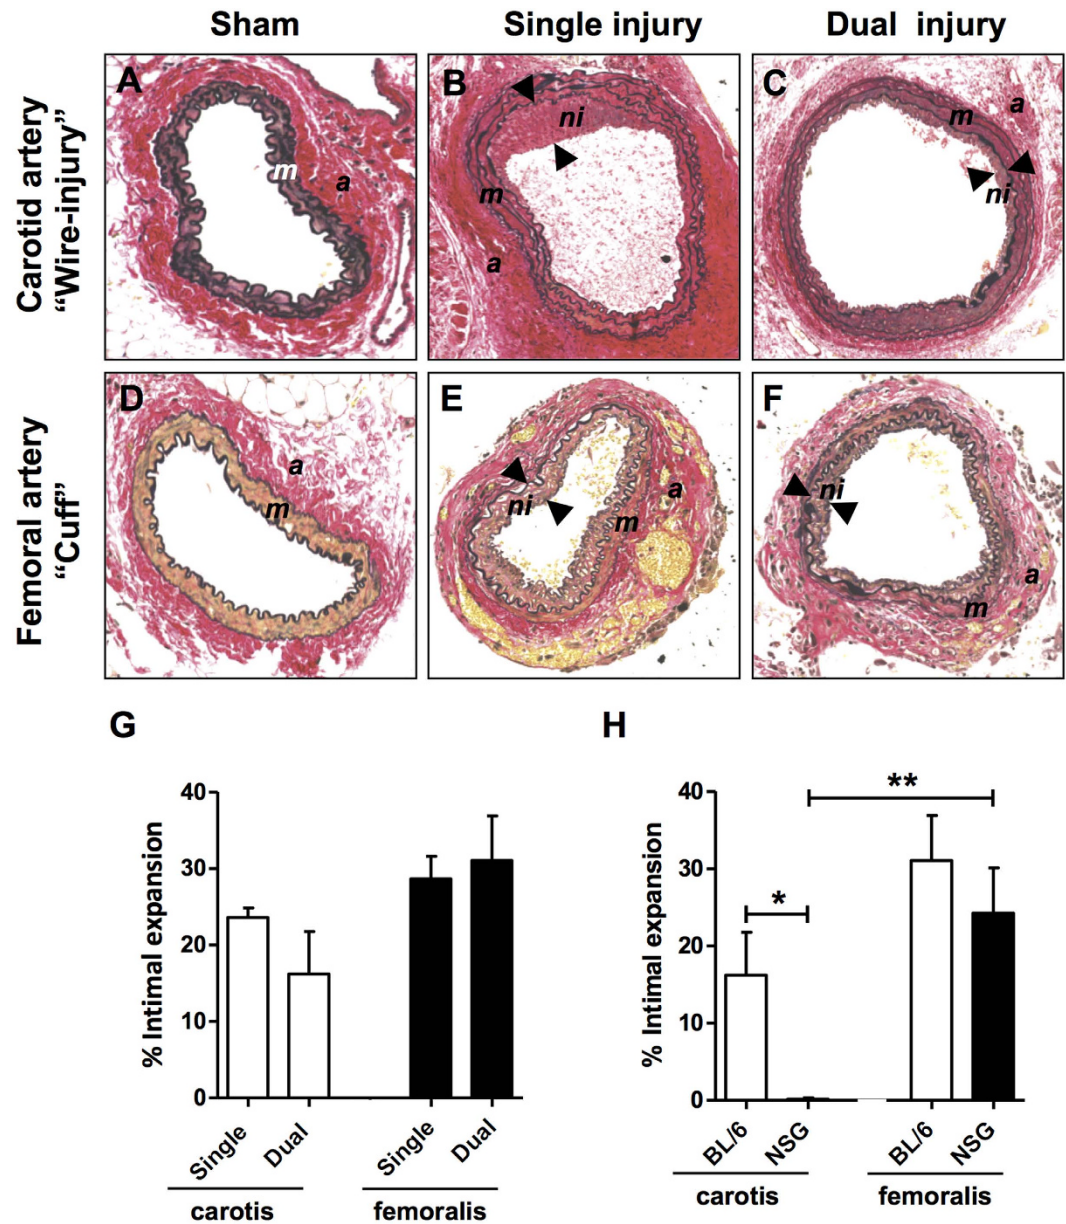 Sham Single injury Dual injury
Carotid artery
“Wire-injury”
A m a
B ni m a
C m a ni
Femoral artery
“Cuff”
D a m
E ni a m
F ni a m
G
% Intimal expansion
40
30
20
10
0
Single Dual Single Dual
carotis femoralis
H
% Intimal expansion
40
30
20
10
0
*
**
BL/6 NSG BL/6 NSG
carotis femoralis